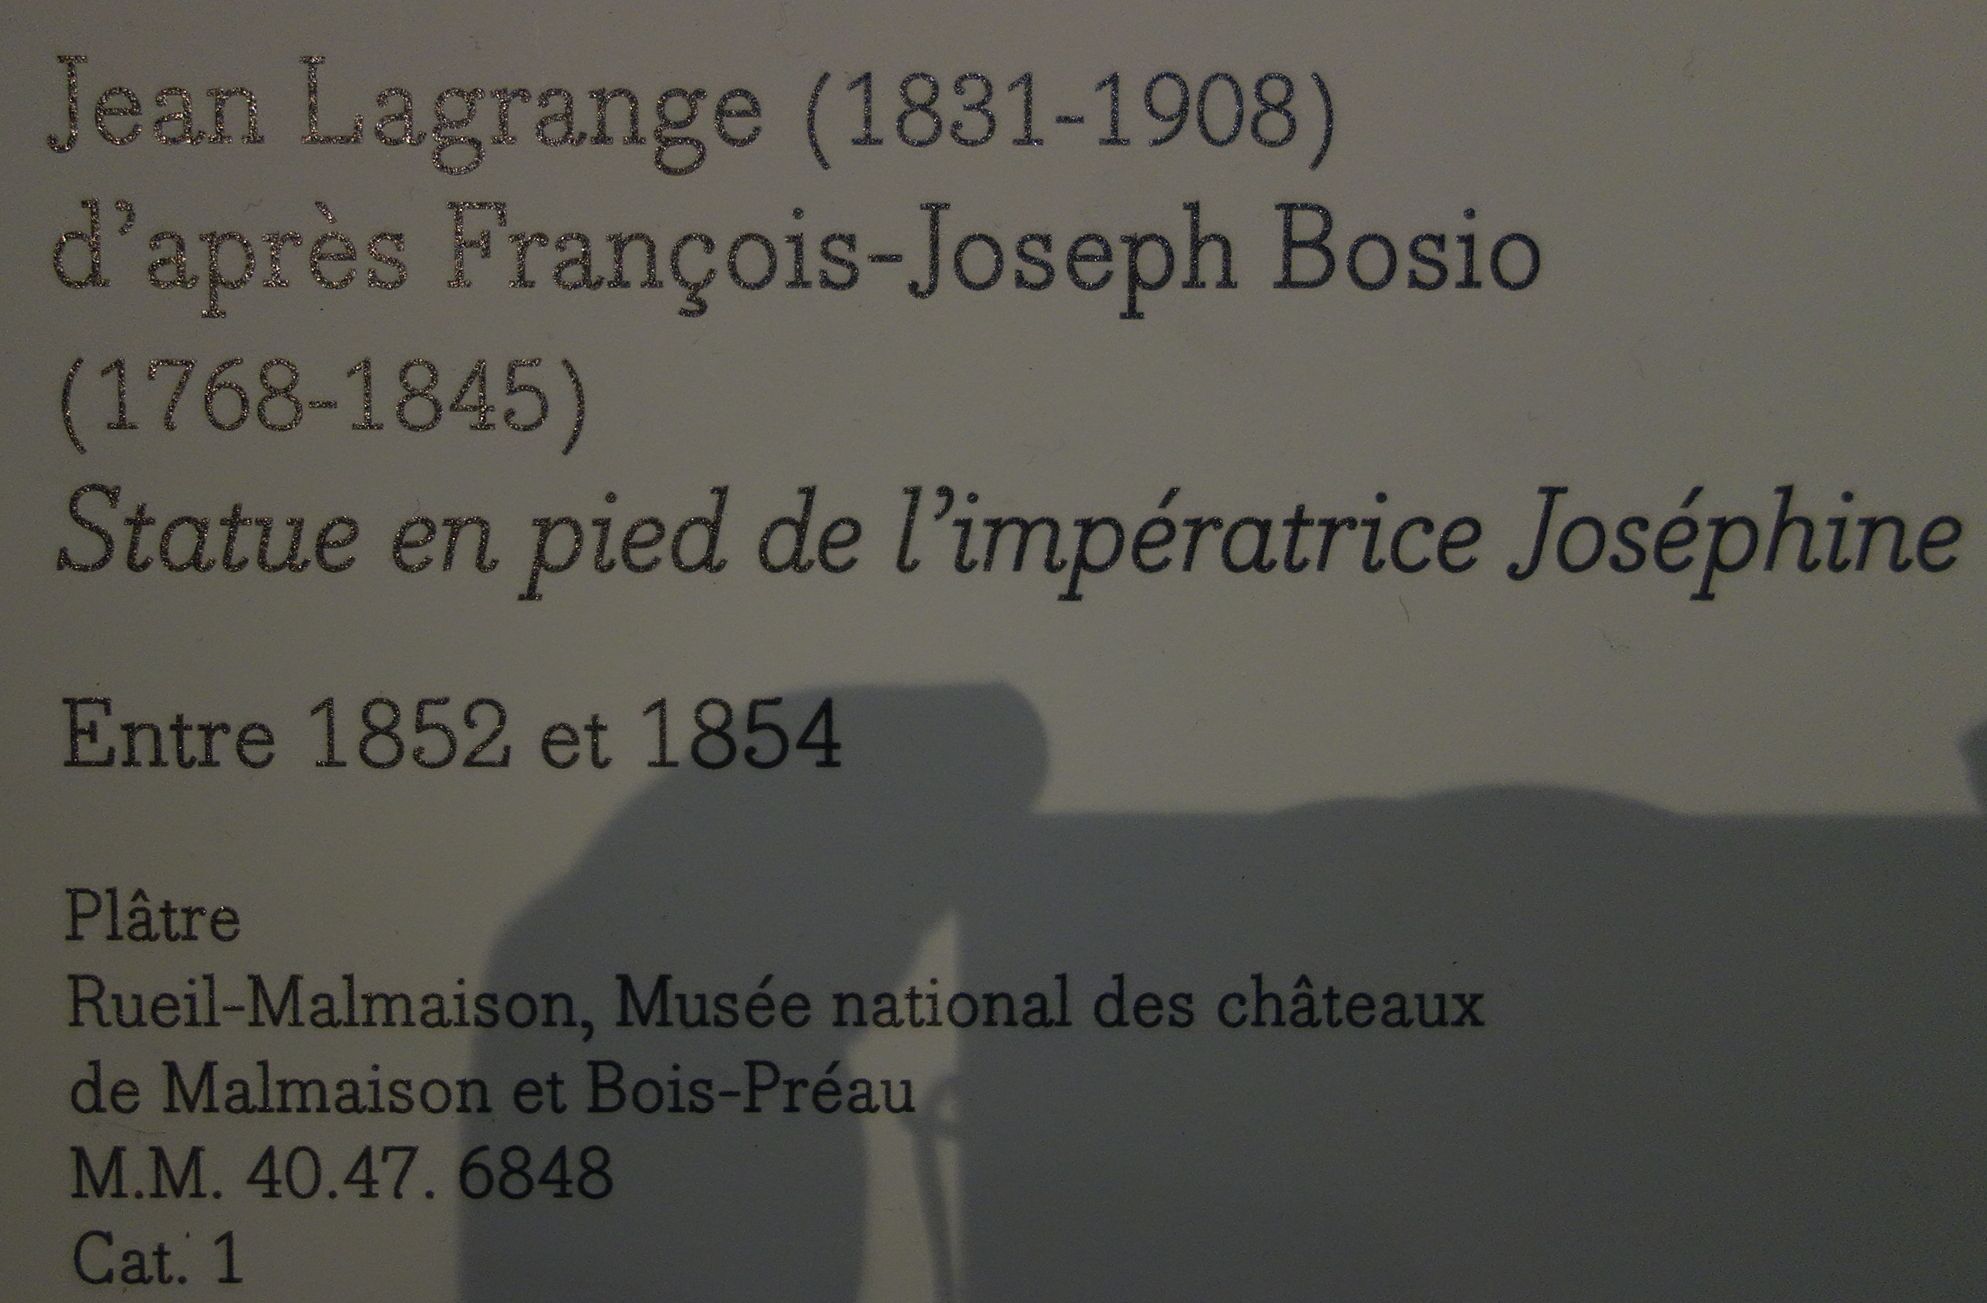 Jean Lagrange (1831-1908)
d’après François-Joseph Bosio
(1768-1845)
Statue en pied de l’impératrice Joséphine
Entre 1852 et 1854
Plâtre
Rueil-Malmaison, Musée national des châteaux
de Malmaison et Bois-Préau
M.M. 40.47. 6848
Cat. 1